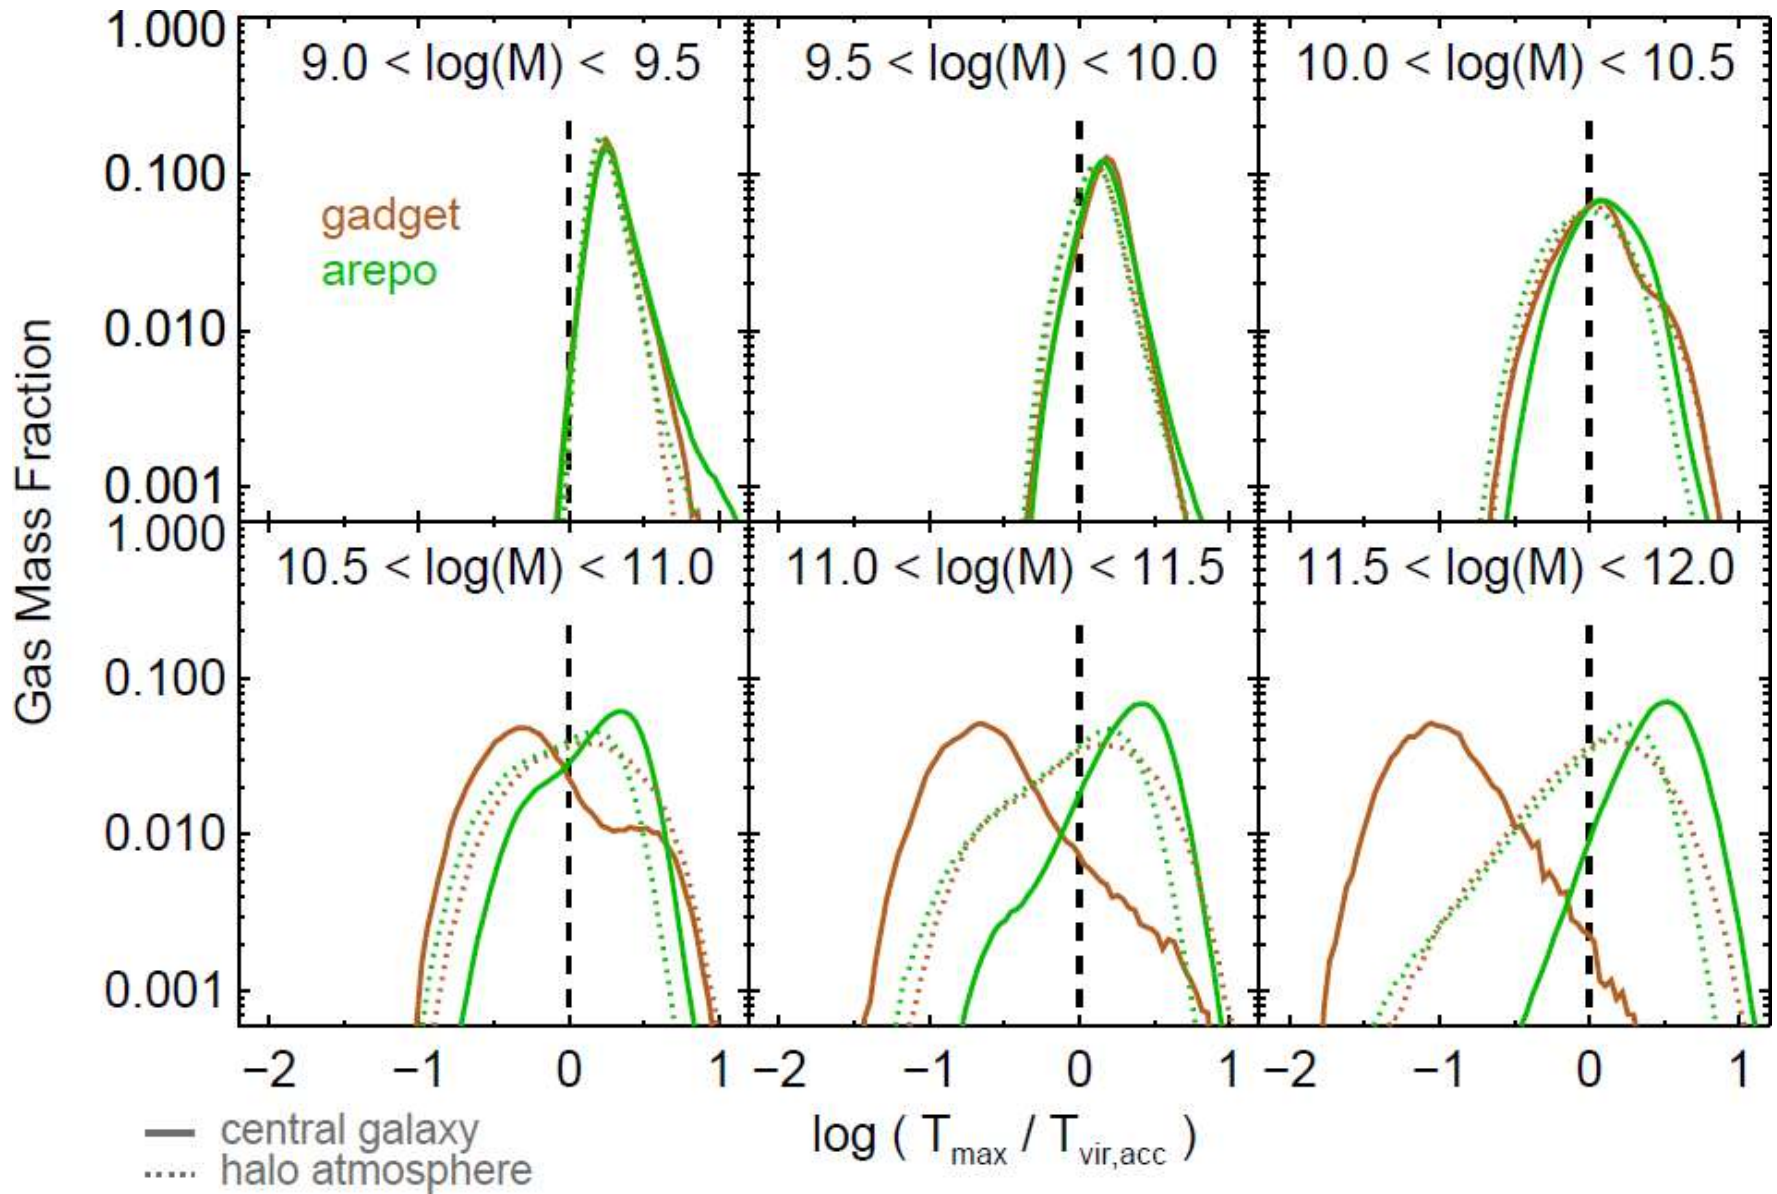 9.0 < log(M) < 9.5
9.5 < log(M) < 10.0
10.0 < log(M) < 10.5
1.000
0.100
0.010
0.001
gadget
arepo
Gas Mass Fraction
10.5 < log(M) < 11.0
11.0 < log(M) < 11.5
11.5 < log(M) < 12.0
1.000
0.100
0.010
0.001
−2 −1 0 1 −2 −1 0 1 −2 −1 0 1
log ( Tmax / Tvir,acc )
central galaxy
halo atmosphere